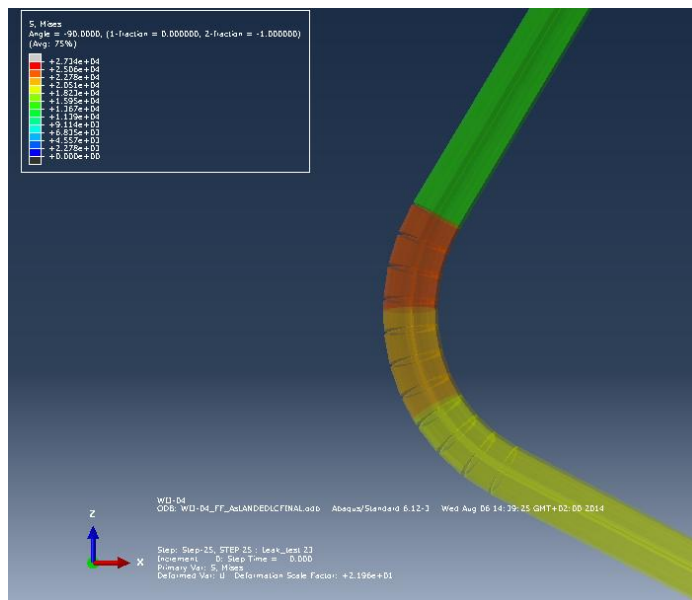 S, Mises
Angle = -90.0000, (1-fraction = 0.000000, 2-fraction = -1.000000)
(Avg: 75%)
+2.734e+04
+2.506e+04
+2.278e+04
+2.051e+04
+1.823e+04
+1.595e+04
+1.367e+04
+1.139e+04
+9.114e+03
+6.835e+03
+4.557e+03
+2.278e+03
+0.000e+00
WIJ-04
ODB: WIJ-04_FF_AsLANDEDLCFINAL.odb Abaqus/Standard 6.12-3 Wed Aug 06 14:39:25 GMT+02:00 2014
Z
X
Step: Step-25, STEP 25 : Leak_test 23
Increment 0: Step Time = 0.000
Primary Var: S, Mises
Deformed Var: U Deformation Scale Factor: +2.196e+01